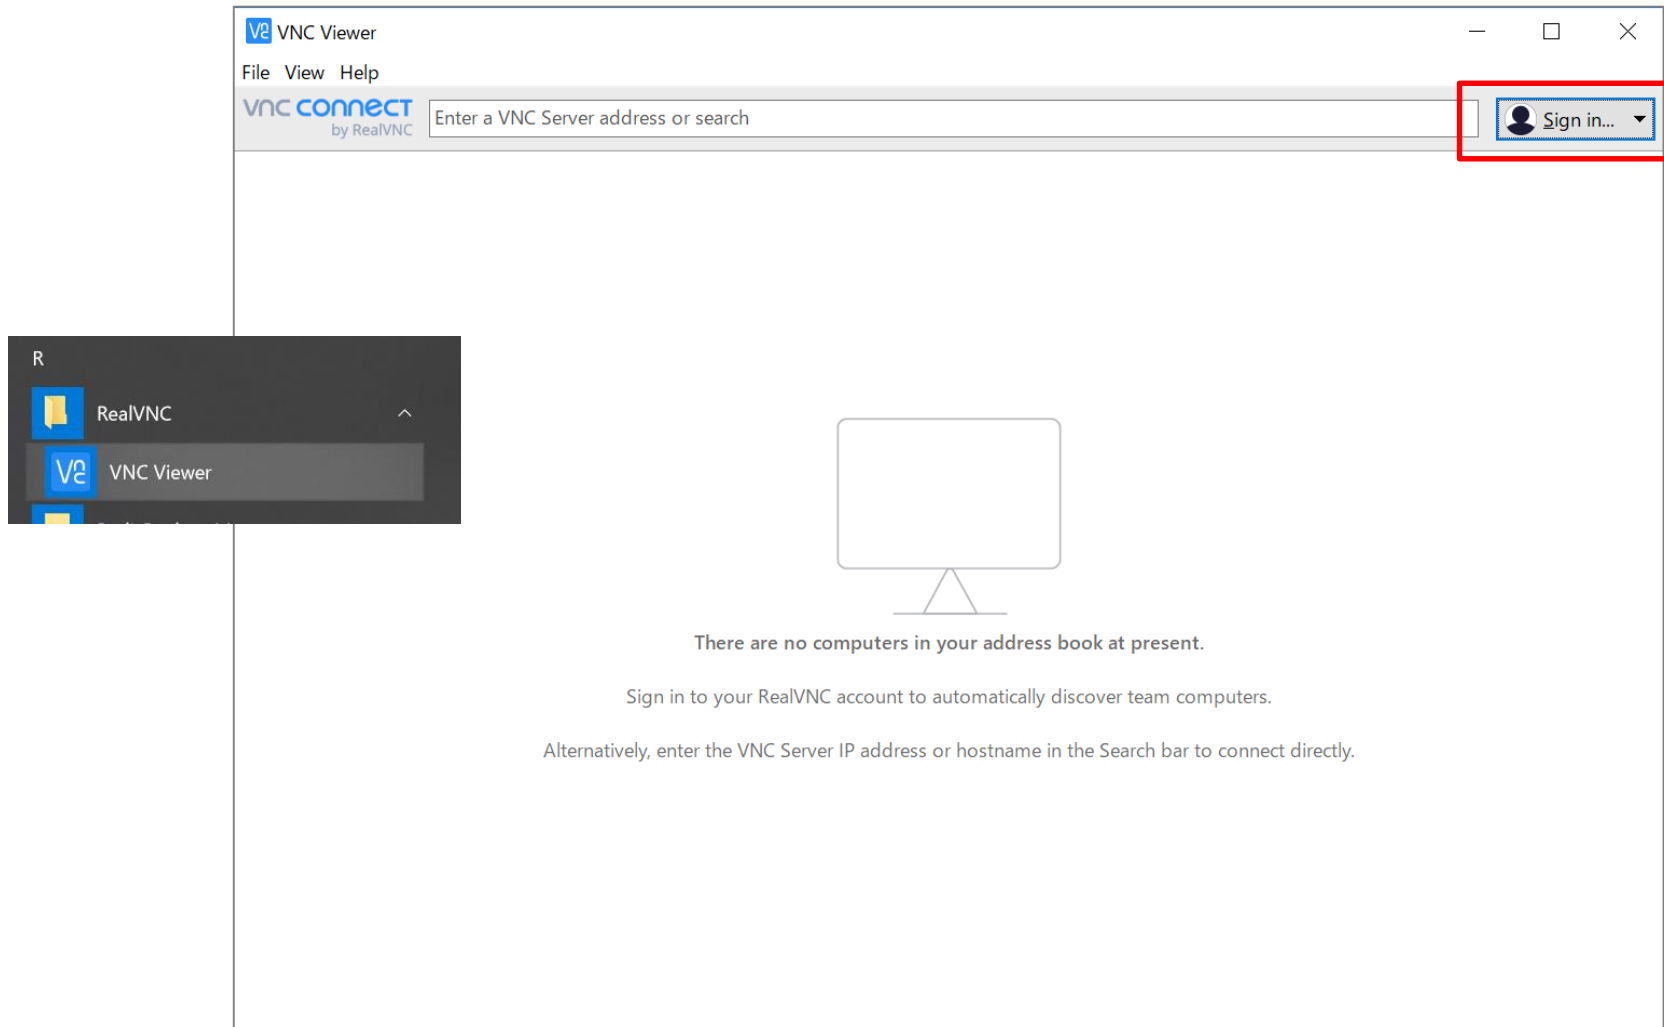 VNC Viewer
File View Help
vnc connect
by RealVNC
Enter a VNC Server address or search
Sign in...
R
RealVNC
VNC Viewer
There are no computers in your address book at present.
Sign in to your RealVNC account to automatically discover team computers.
Alternatively, enter the VNC Server IP address or hostname in the Search bar to connect directly.